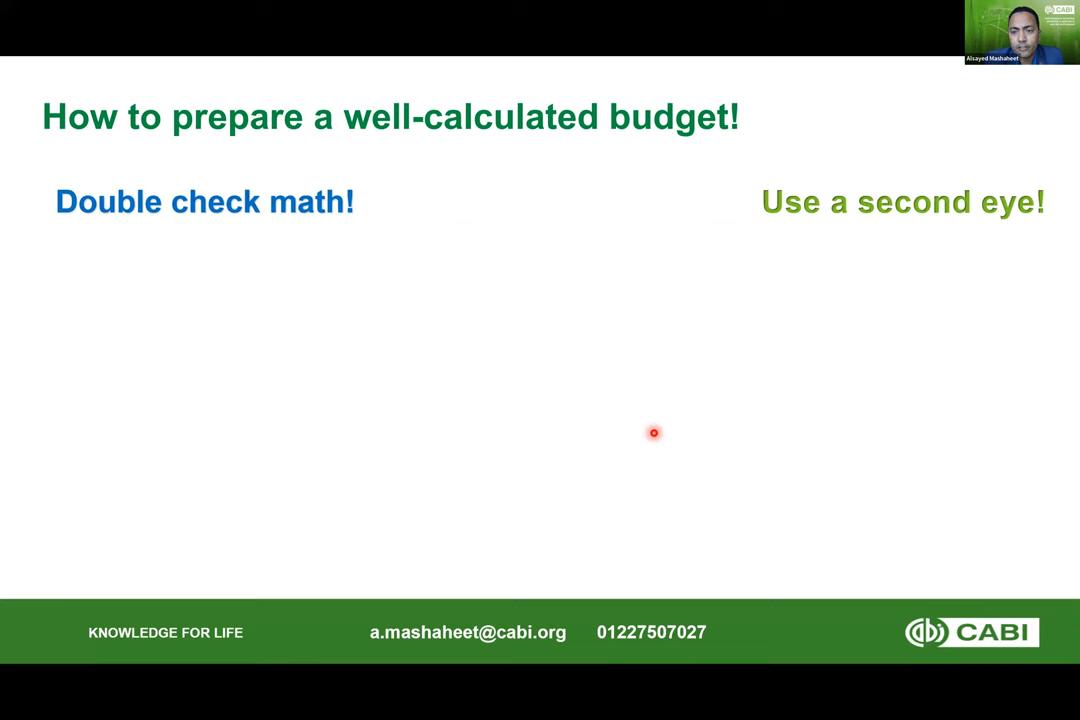 CABI
Alsayed Mashaheet
How to prepare a well-calculated budget!
Double check math!
Use a second eye!
KNOWLEDGE FOR LIFE
a.mashaheet@cabi.org
01227507027
CABI